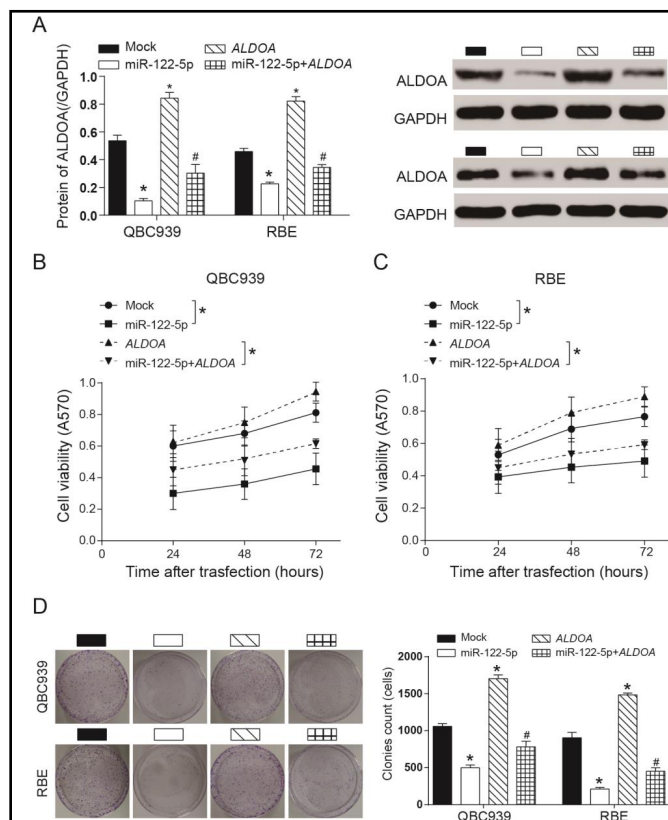 A
Mock
ALDOA
miR-122-5p
miR-122-5p+ALDOA
Protein of ALDOA(/GAPDH)
1.0
0.8
0.6
0.4
0.2
0.0
*
*
#
*
*
#
QBC939
RBE
ALDOA
GAPDH
ALDOA
GAPDH
B
QBC939
Mock
miR-122-5p
*
ALDOA
miR-122-5p+ALDOA
*
Cell viability (A570)
1.0
0.8
0.6
0.4
0.2
0.0
0
24
48
72
Time after trasfection (hours)
C
RBE
Mock
miR-122-5p
*
ALDOA
miR-122-5p+ALDOA
*
Cell viability (A570)
1.0
0.8
0.6
0.4
0.2
0.0
0
24
48
72
Time after trasfection (hours)
D
QBC939
RBE
Mock
ALDOA
miR-122-5p
miR-122-5p+ALDOA
Clonies count (cells)
2000
1500
1000
500
0
*
*
#
*
*
#
QBC939
RBE